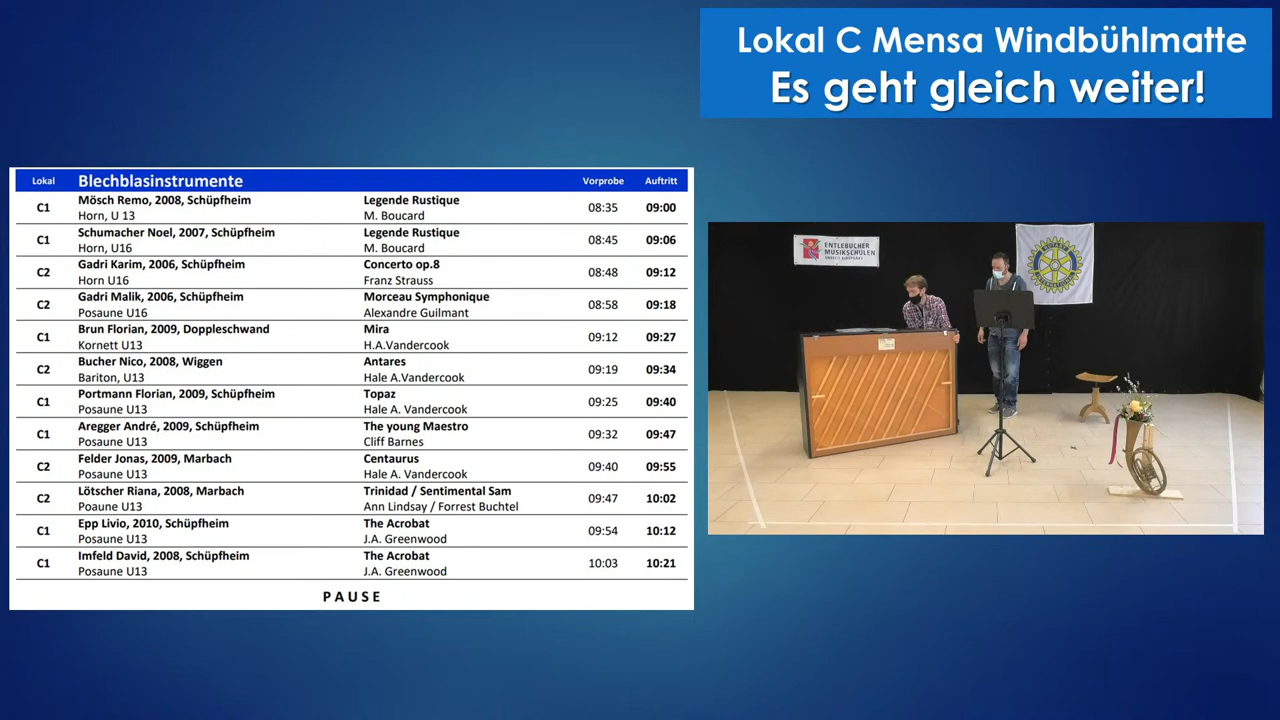 Lokal C Mensa Windbühlmatte
Es geht gleich weiter!
Lokal Blechblasinstrumente Vorprobe Auftritt
C1 Mösch Remo, 2008, Schüpfheim Legende Rustique 08:35 09:00
Horn, U 13 M. Boucard
C1 Schumacher Noel, 2007, Schüpfheim Legende Rustique 08:45 09:06
Horn, U16 M. Boucard
C2 Gadri Karim, 2006, Schüpfheim Concerto op.8 08:48 09:12
Horn U16 Franz Strauss
C2 Gadri Malik, 2006, Schüpfheim Morceau Symphonique 08:58 09:18
Posaune U16 Alexandre Guilmant
C1 Brun Florian, 2009, Doppleschwand Mira 09:12 09:27
Kornett U13 H.A.Vandercook
C2 Bucher Nico, 2008, Wiggen Antares 09:19 09:34
Bariton, U13 Hale A.Vandercook
C1 Portmann Florian, 2009, Schüpfheim Topaz 09:25 09:40
Posaune U13 Hale A. Vandercook
C1 Aregger André, 2009, Schüpfheim The young Maestro 09:32 09:47
Posaune U13 Cliff Barnes
C2 Felder Jonas, 2009, Marbach Centaurus 09:40 09:55
Posaune U13 Hale A. Vandercook
C2 Lötscher Riana, 2008, Marbach Trinidad / Sentimental Sam 09:47 10:02
Poaune U13 Ann Lindsay / Forrest Buchtel
C1 Epp Livio, 2010, Schüpfheim The Acrobat 09:54 10:12
Posaune U13 J.A. Greenwood
C1 Imfeld David, 2008, Schüpfheim The Acrobat 10:03 10:21
Posaune U13 J.A. Greenwood
PAUSE
ENTLEBUCHER
MUSIKSCHULEN
ROTARY
INTERNATIONAL